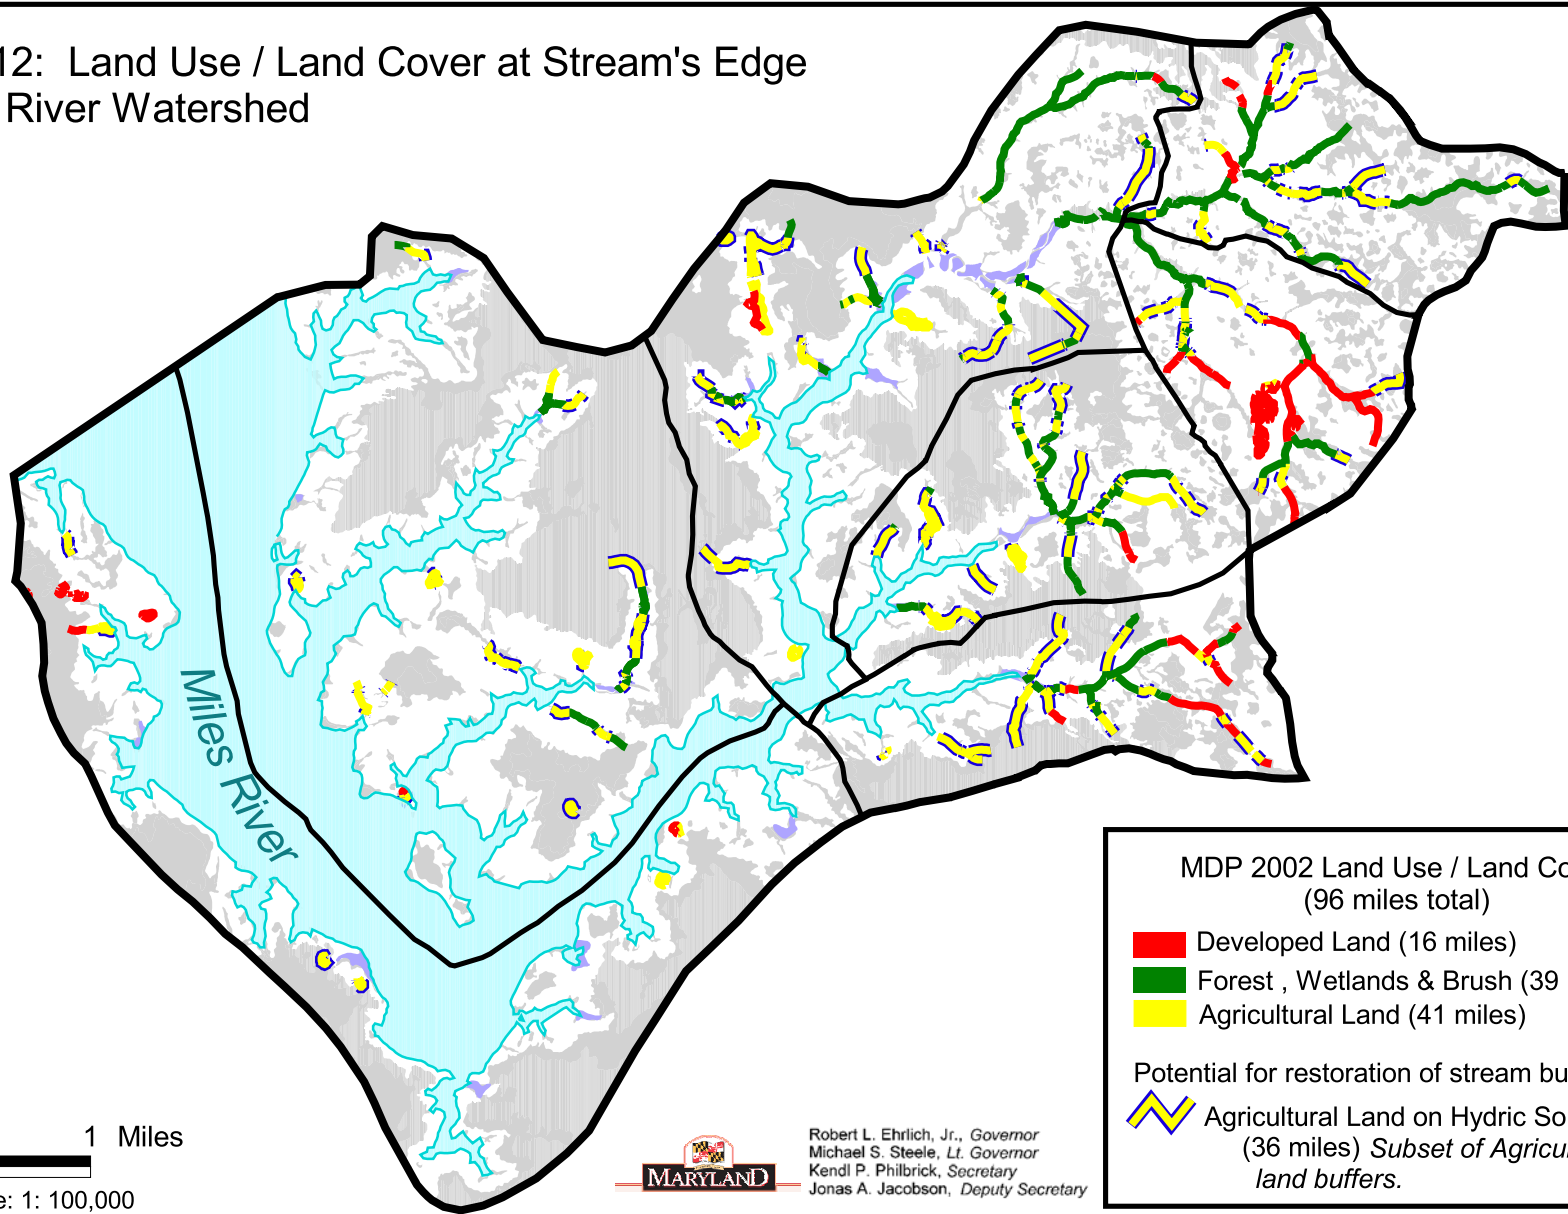 12: Land Use / Land Cover at Stream's Edge
River Watershed
Miles River
MDP 2002 Land Use / Land Co
(96 miles total)
Developed Land (16 miles)
Forest , Wetlands & Brush (39
Agricultural Land (41 miles)
Potential for restoration of stream bu
Agricultural Land on Hydric So
(36 miles) Subset of Agricu
land buffers.
1 Miles
e: 1: 100,000
MARYLAND
Robert L. Ehrlich, Jr., Governor
Michael S. Steele, Lt. Governor
Kendl P. Philbrick, Secretary
Jonas A. Jacobson, Deputy Secretary